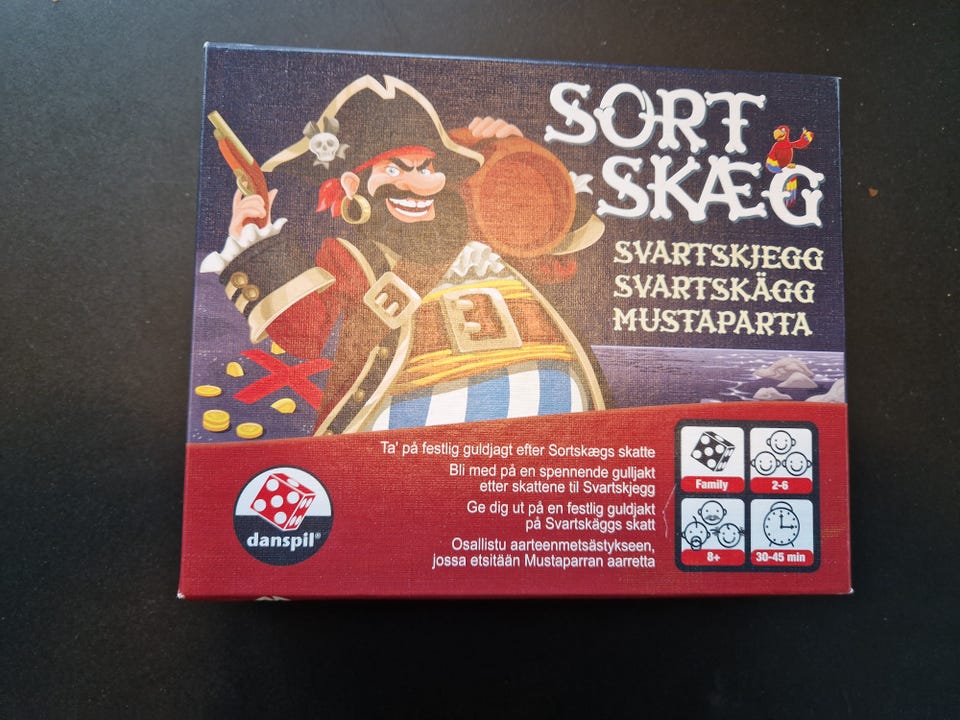 SORT
SKÆG
SVARTSKJEGG
SVARTSKÄGG
MUSTAPARTA
Ta' på festlig guldjagt efter Sortskægs skatte
Bli med på en spennende gulljakt
etter skattene til Svartskjegg
Ge dig ut på en festlig guldjakt
på Svartskäggs skatt
Osallistu aarteenmetsästykseen,
jossa etsitään Mustaparran aarretta
danspil®
Family
2-6
8+
30-45 min